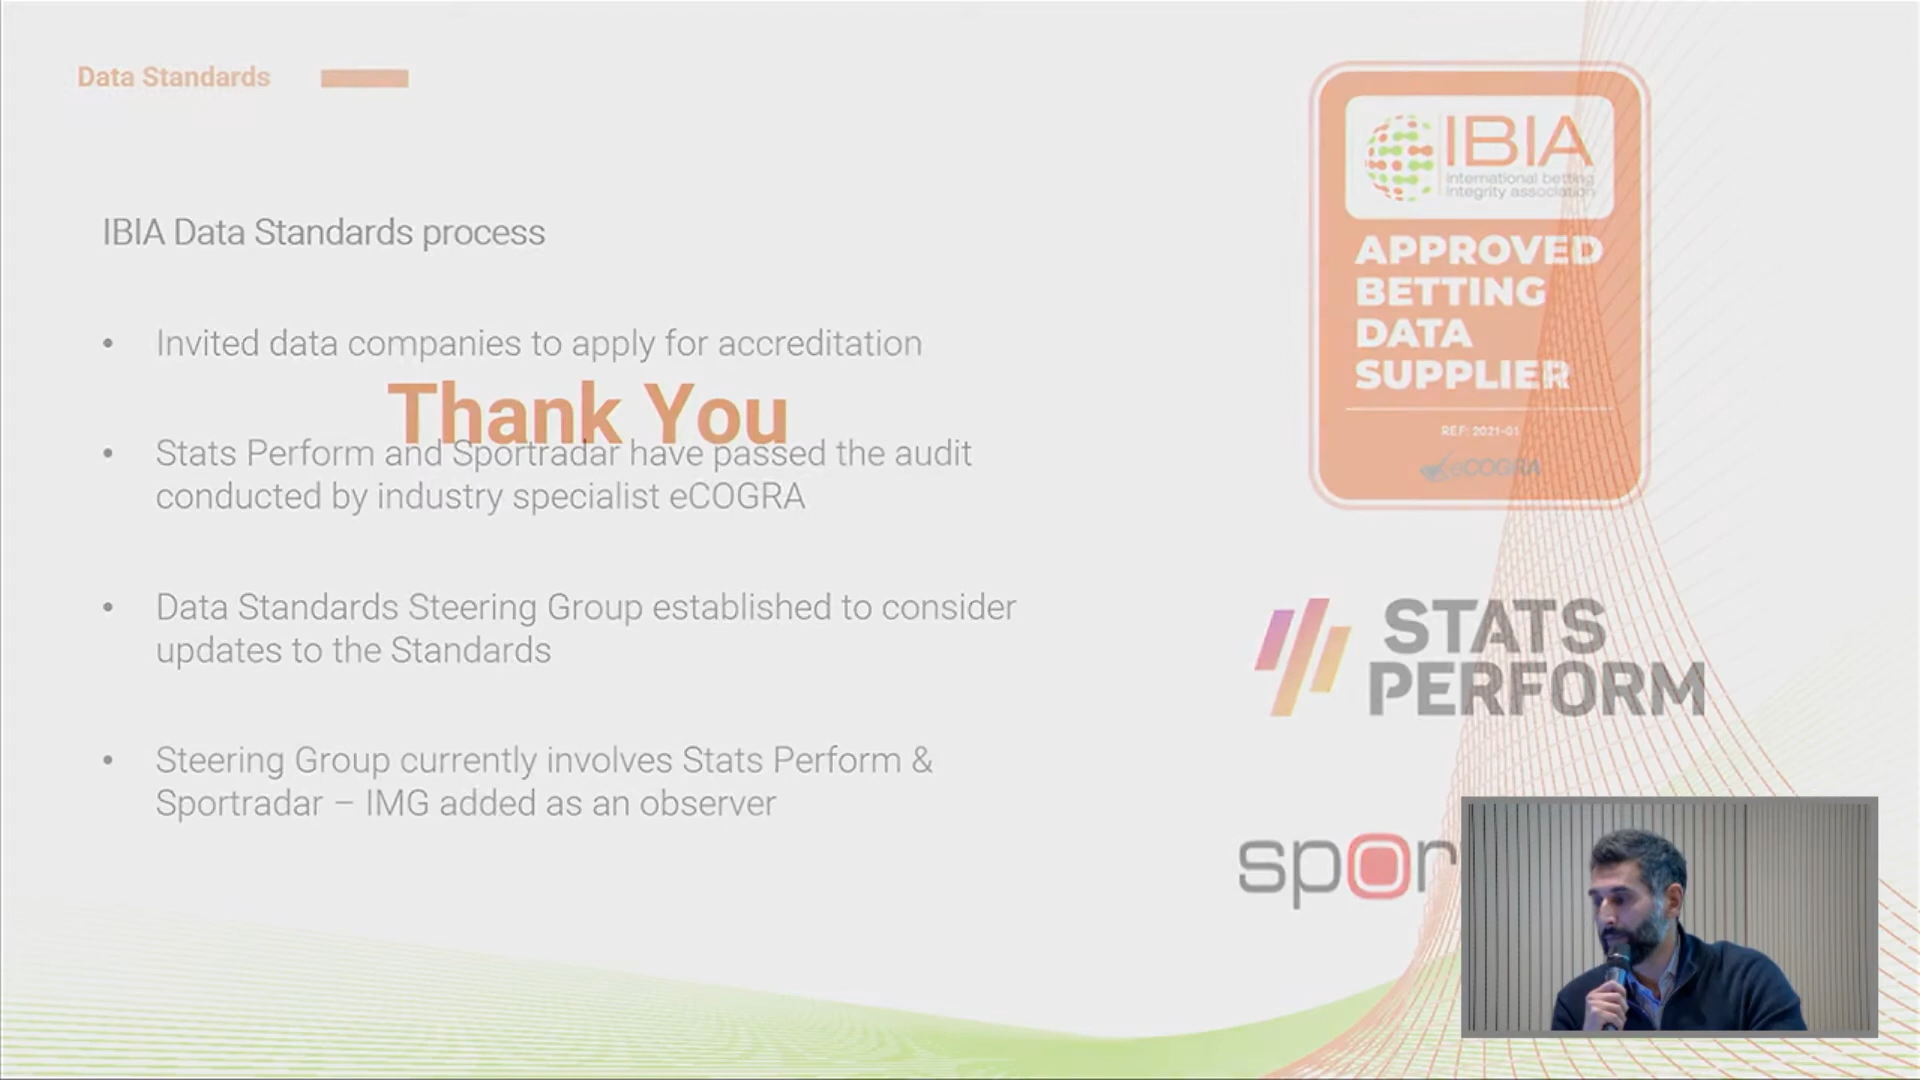 Data Standards
IBIA Data Standards process
• Invited data companies to apply for accreditation
Thank You
• Stats Perform and Sportradar have passed the audit
conducted by industry specialist eCOGRA
• Data Standards Steering Group established to consider
updates to the Standards
• Steering Group currently involves Stats Perform &
Sportradar – IMG added as an observer
IBIA
international betting
integrity association
APPROVED
BETTING
DATA
SUPPLIER
REF: 2021-01
eCOGRA
STATS
PERFORM
spor